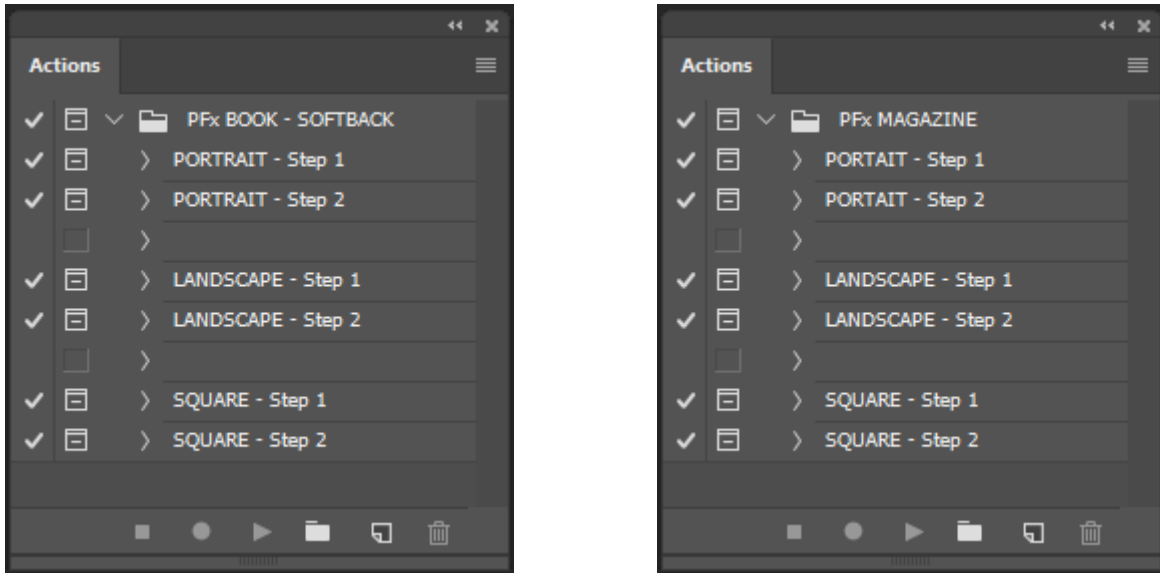 Actions
PFx BOOK - SOFTBACK
PORTRAIT - Step 1
PORTRAIT - Step 2
LANDSCAPE - Step 1
LANDSCAPE - Step 2
SQUARE - Step 1
SQUARE - Step 2
Actions
PFx MAGAZINE
PORTAIT - Step 1
PORTAIT - Step 2
LANDSCAPE - Step 1
LANDSCAPE - Step 2
SQUARE - Step 1
SQUARE - Step 2